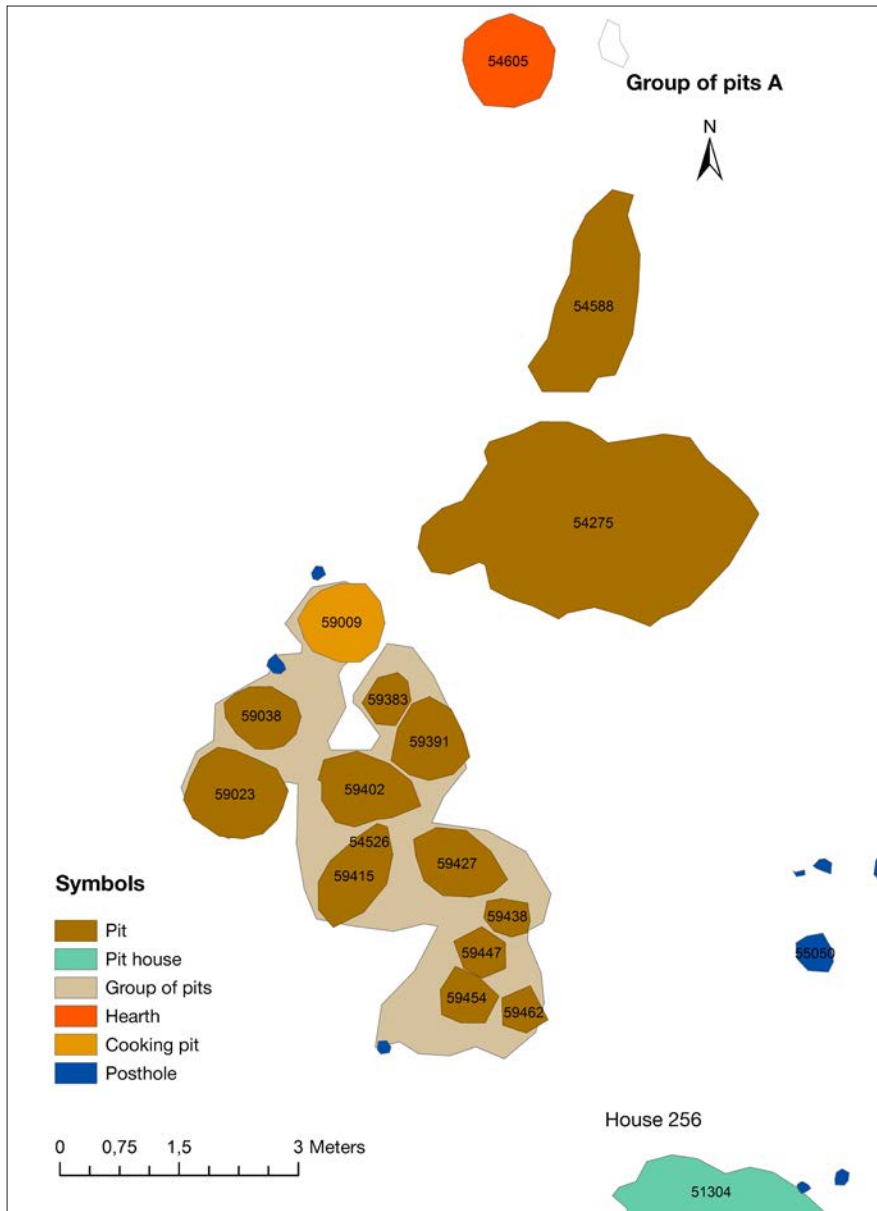 54605
Group of pits A
N
54588
54275
59009
59383
59038
59391
59402
59023
54526
59427
59415
59438
59447
55050
59454
59462
Symbols
Pit
Pit house
Group of pits
Hearth
Cooking pit
Posthole
0 0,75 1,5 3 Meters
House 256
51304